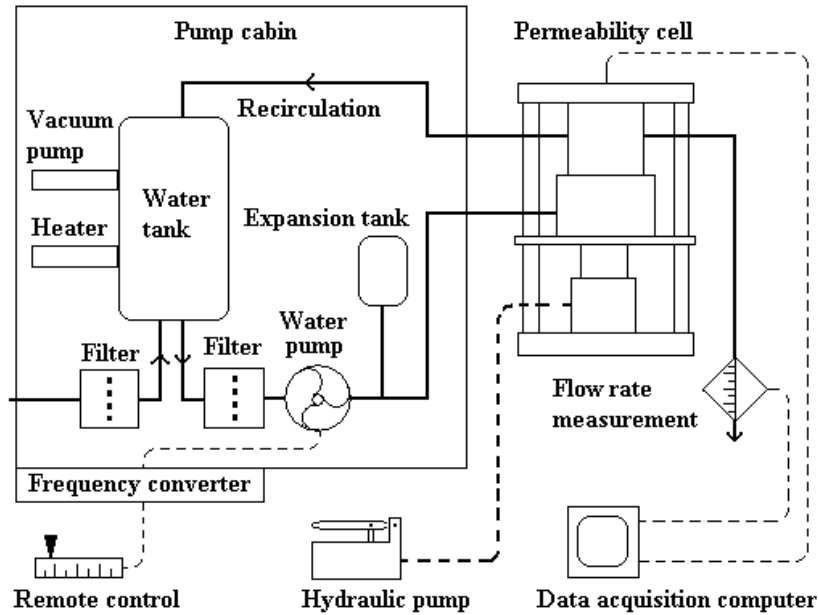 Pump cabin
Permeability cell
Recirculation
Vacuum
pump
Water
tank
Heater
Expansion tank
Water
pump
Filter
Filter
Flow rate
measurement
Frequency converter
Remote control
Hydraulic pump
Data acquisition computer